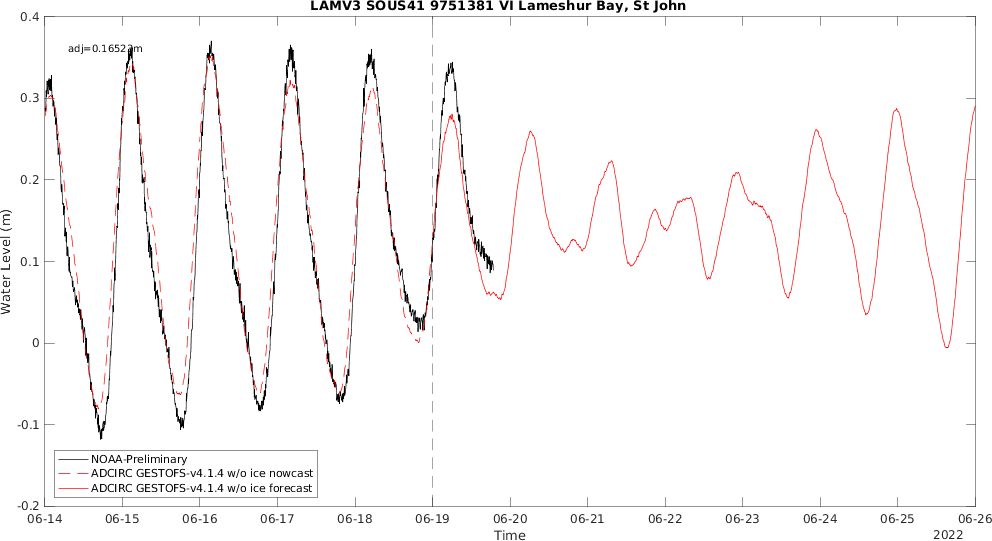 LAMV3 SOUS41 9751381 VI Lameshur Bay, St John
adj=0.16522m
0.4
0.3
0.2
0.1
0
-0.1
-0.2
Water Level (m)
NOAA-Preliminary
ADCIRC GESTOFS-v4.1.4 w/o ice nowcast
ADCIRC GESTOFS-v4.1.4 w/o ice forecast
06-14 06-15 06-16 06-17 06-18 06-19 06-20 06-21 06-22 06-23 06-24 06-25 06-26
Time
2022